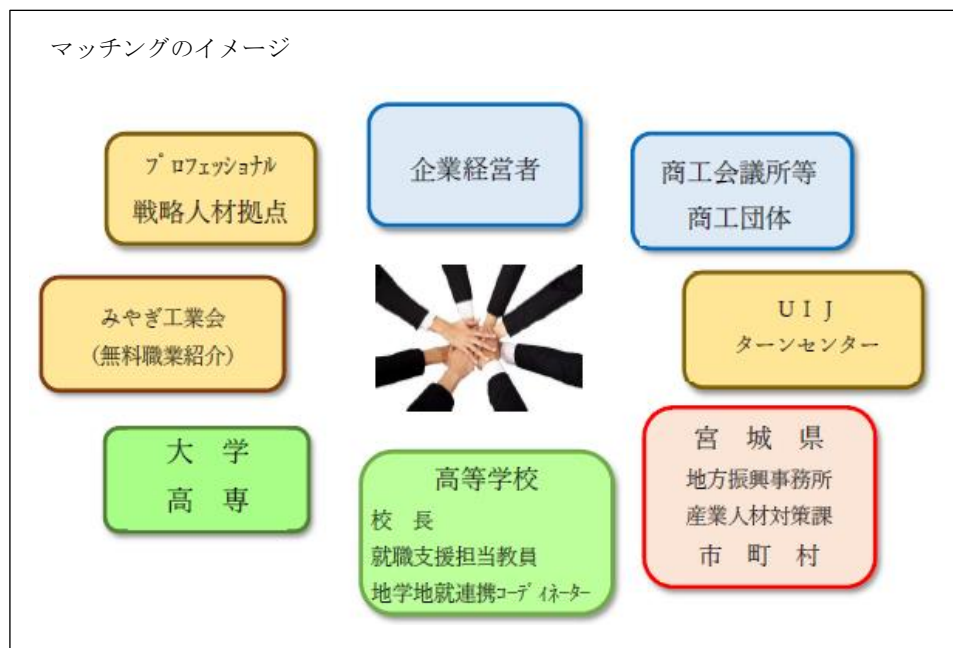 マッチングのイメージ
ﾌﾟﾛﾌｪｯｼｮﾅﾙ
戦略人材拠点
企業経営者
商工会議所等
商工団体
みやぎ工業会
(無料職業紹介)
ＵＩＪ
ターンセンター
大　学
高　専
高等学校
校　長
就職支援担当教員
地学地就連携ｺｰﾃﾞｨﾈｰﾀｰ
宮　城　県
地方振興事務所
産業人材対策課
市　町　村